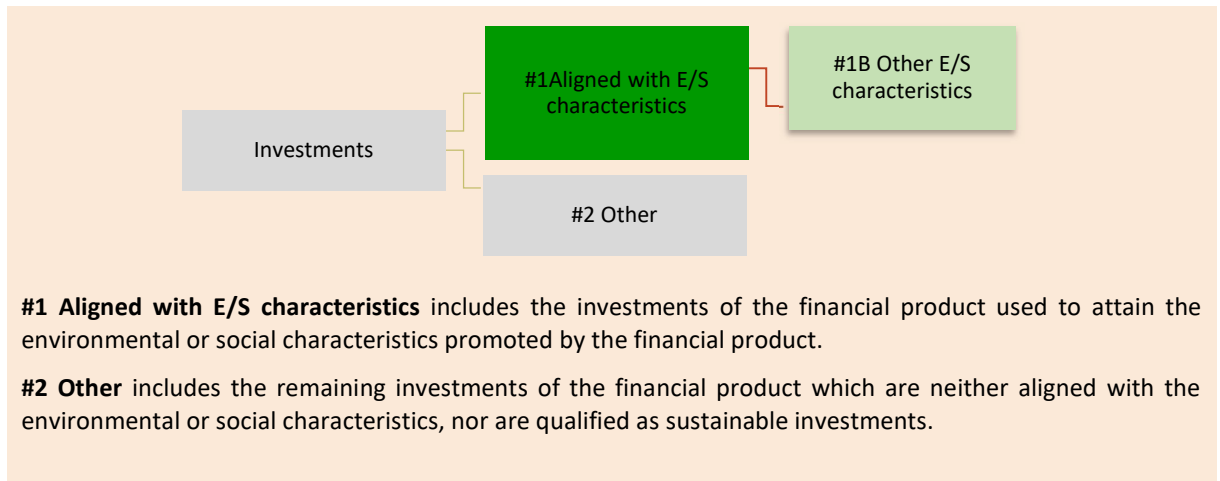 #1Aligned with E/S
characteristics
#1B Other E/S
characteristics
Investments
#2 Other
#1 Aligned with E/S characteristics includes the investments of the financial product used to attain the
environmental or social characteristics promoted by the financial product.
#2 Other includes the remaining investments of the financial product which are neither aligned with the
environmental or social characteristics, nor are qualified as sustainable investments.